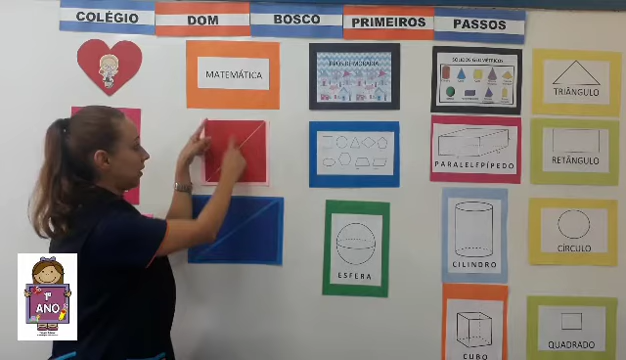 COLÉGIO DOM BOSCO PRIMEIROS PASSOS
MATEMÁTICA
TRIÂNGULO
PARALELEPÍPEDO
RETÂNGULO
ESFERA
CILINDRO
CÍRCULO
CUBO
QUADRADO
1º
ANO